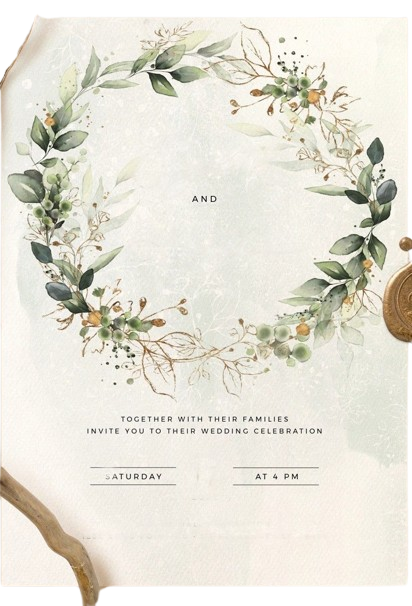 AND
TOGETHER WITH THEIR FAMILIES
INVITE YOU TO THEIR WEDDING CELEBRATION
SATURDAY
AT 4 PM